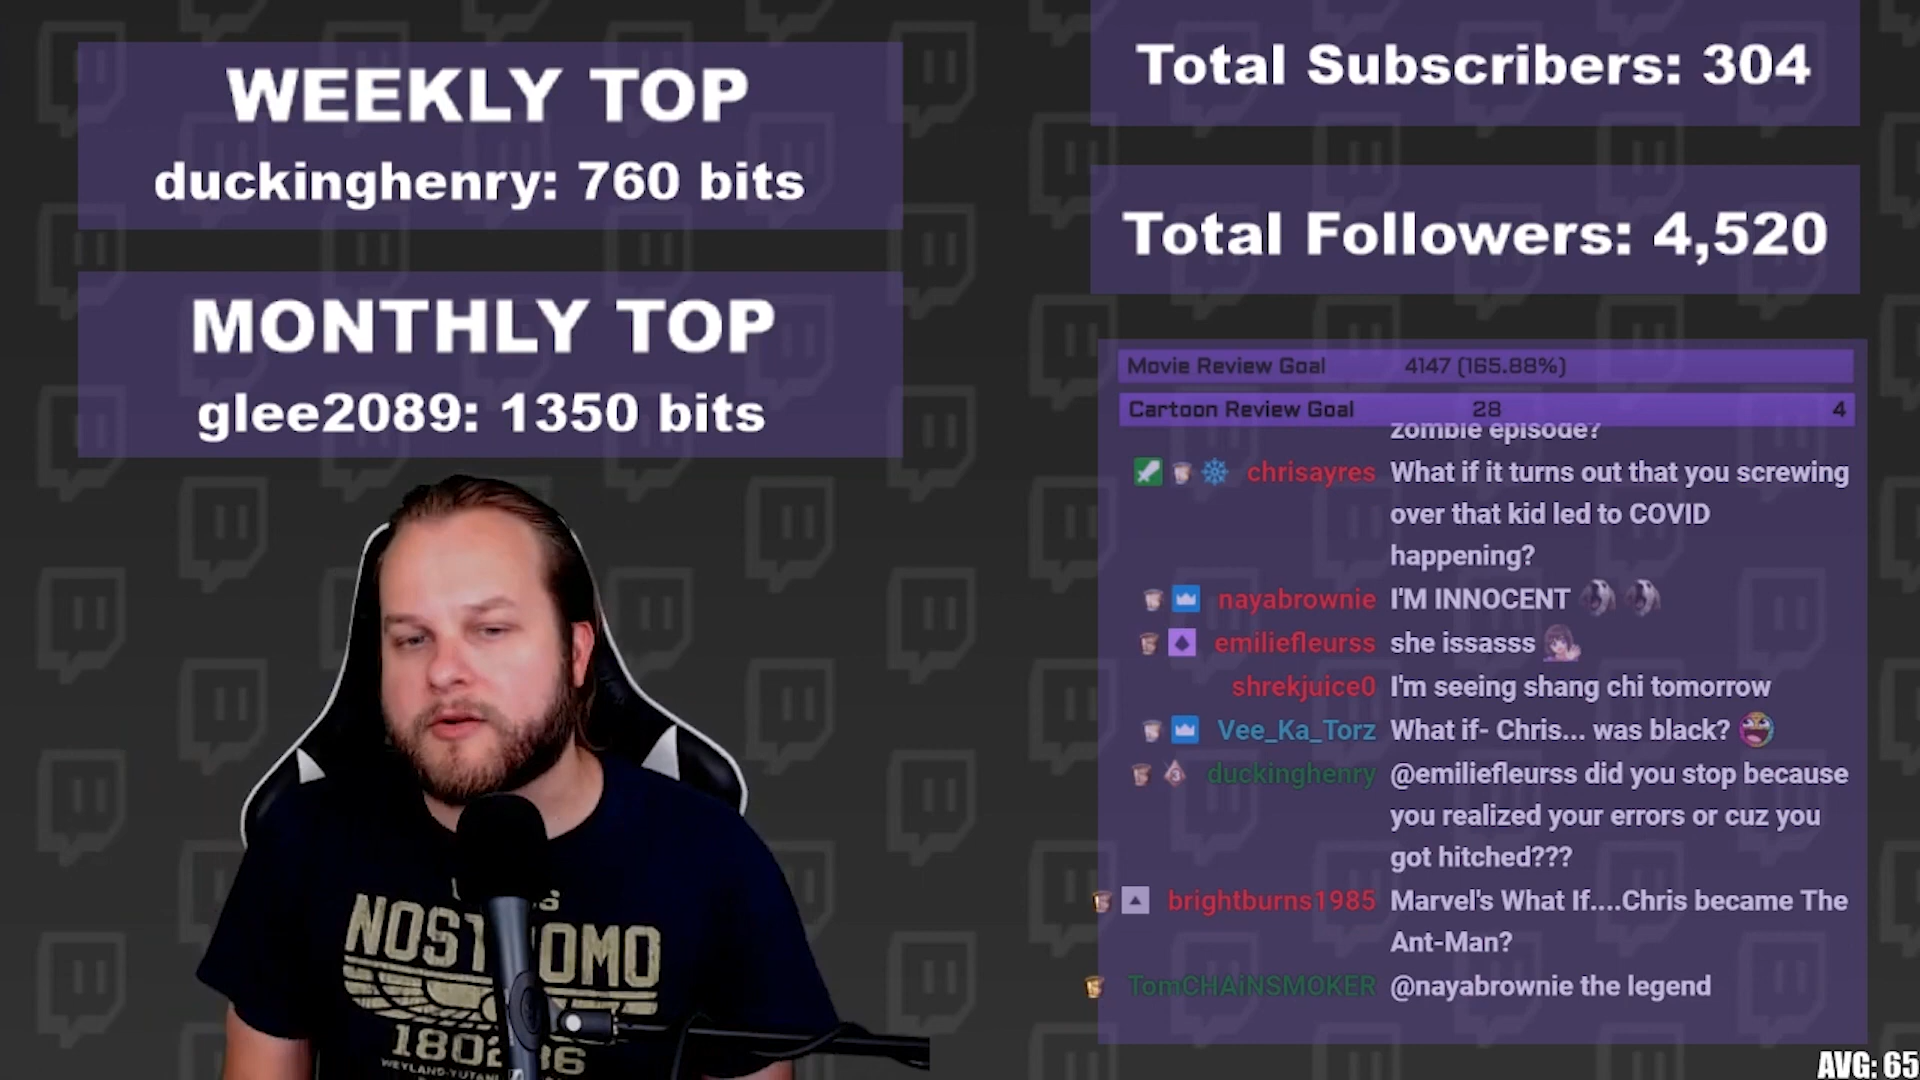 WEEKLY TOP
duckinghenry: 760 bits
MONTHLY TOP
glee2089: 1350 bits
Total Subscribers: 304
Total Followers: 4,520
Movie Review Goal 4147 (165.88%)
Cartoon Review Goal 28 4
zombie episode?
chrisayres What if it turns out that you screwing
over that kid led to COVID
happening?
nayabrownie I'M INNOCENT
emiliefleurss she issasss
shrekjuice0 I'm seeing shang chi tomorrow
Vee_Ka_Torz What if- Chris... was black?
duckinghenry @emiliefleurss did you stop because
you realized your errors or cuz you
got hitched???
brightburns1985 Marvel's What If....Chris became The
Ant-Man?
TomCHAiNSMOKER @nayabrownie the legend
AVG: 65